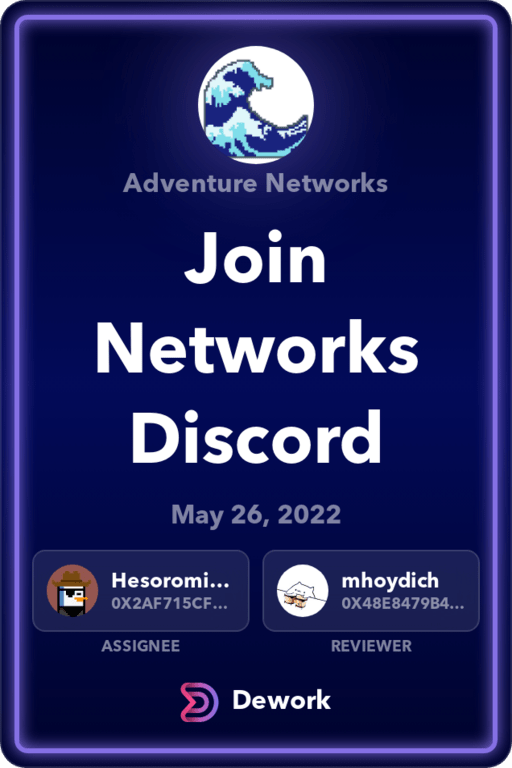 Adventure Networks
Join
Networks
Discord
May 26, 2022
Hesoromi...
0X2AF715CF...
mhoydich
0X48E8479B4...
ASSIGNEE
REVIEWER
Dework